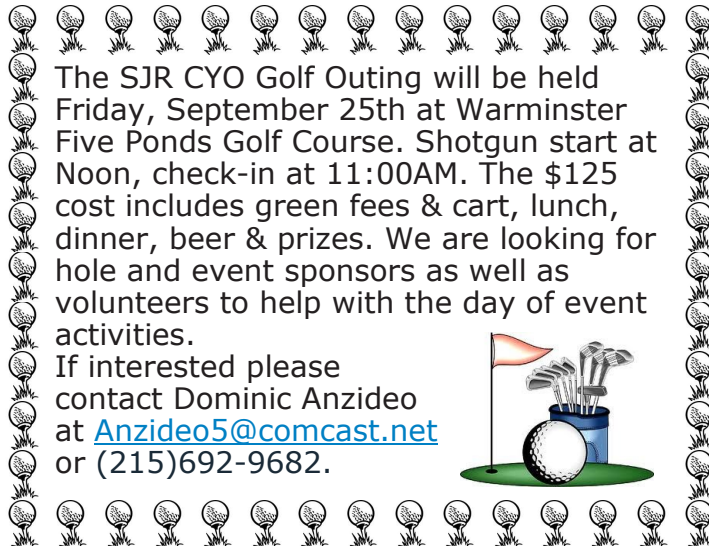 The SJR CYO Golf Outing will be held
Friday, September 25th at Warminster
Five Ponds Golf Course. Shotgun start at
Noon, check-in at 11:00AM. The $125
cost includes green fees & cart, lunch,
dinner, beer & prizes. We are looking for
hole and event sponsors as well as
volunteers to help with the day of event
activities.
If interested please
contact Dominic Anzideo
at Anzideo5@comcast.net
or (215)692-9682.